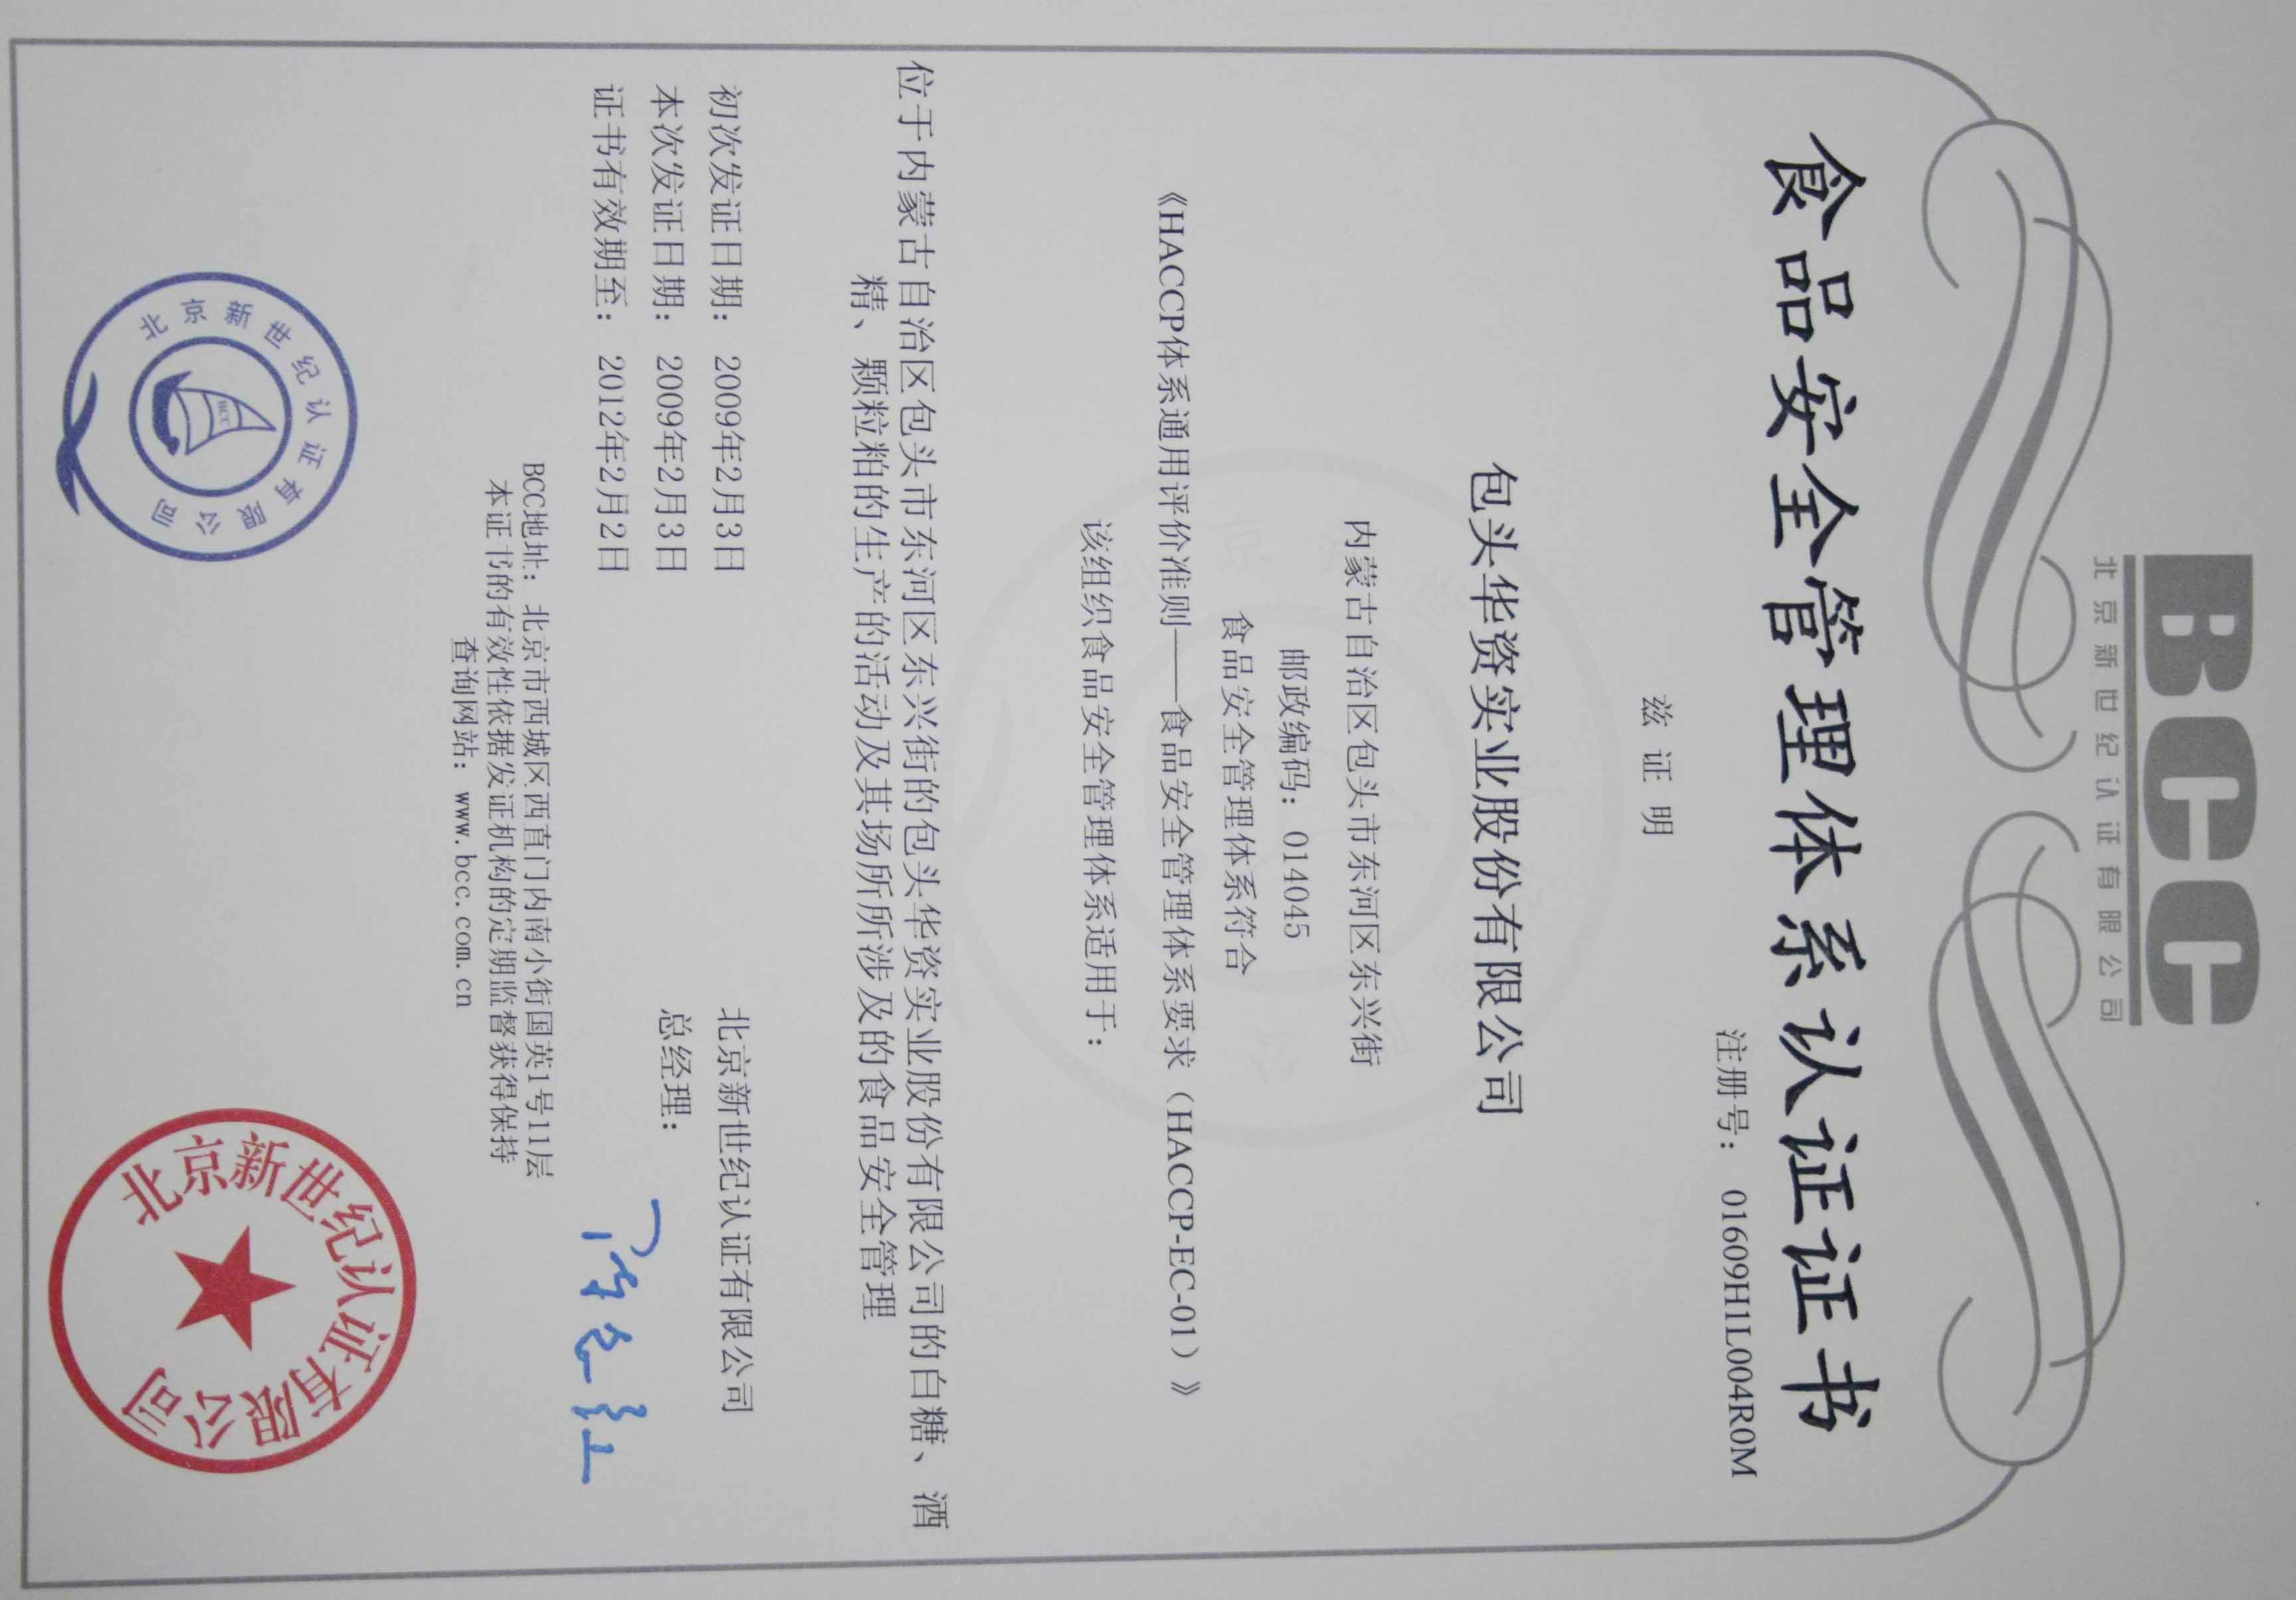 BCC
北京新世纪认证有限公司
食品安全管理体系认证证书
注册号： 01609H1L004R0M
兹 证 明
包头华资实业股份有限公司
内蒙古自治区包头市东河区东兴街
邮政编码：014045
食品安全管理体系符合
《HACCP体系通用评价准则——食品安全管理体系要求（HACCP-EC-01）》
该组织食品安全管理体系适用于：
位于内蒙古自治区包头市东河区东兴街的包头华资实业股份有限公司的白糖、酒
精、颗粒粕的生产的活动及其场所所涉及的食品安全管理
初次发证日期： 2009年2月3日
本次发证日期： 2009年2月3日
证书有效期至： 2012年2月2日
北京新世纪认证有限公司
总经理：
BCC地址：北京市西城区西直门内南小街国英1号11层
本证书的有效性依据发证机构的定期监督获得保持
查询网站：www.bcc.com.cn
北京新世纪认证有限公司
BCC
北京新世纪认证有限公司